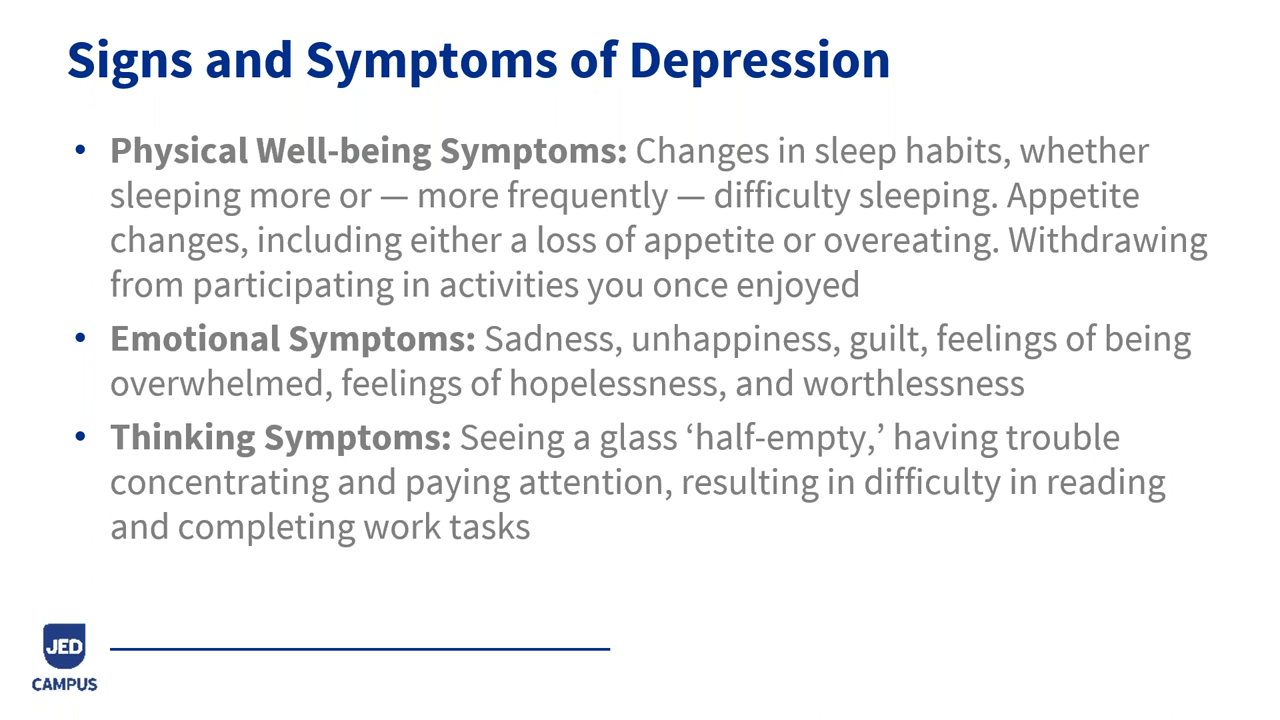 Signs and Symptoms of Depression
• Physical Well-being Symptoms: Changes in sleep habits, whether
sleeping more or — more frequently — difficulty sleeping. Appetite
changes, including either a loss of appetite or overeating. Withdrawing
from participating in activities you once enjoyed
• Emotional Symptoms: Sadness, unhappiness, guilt, feelings of being
overwhelmed, feelings of hopelessness, and worthlessness
• Thinking Symptoms: Seeing a glass ‘half-empty,’ having trouble
concentrating and paying attention, resulting in difficulty in reading
and completing work tasks
JED
CAMPUS